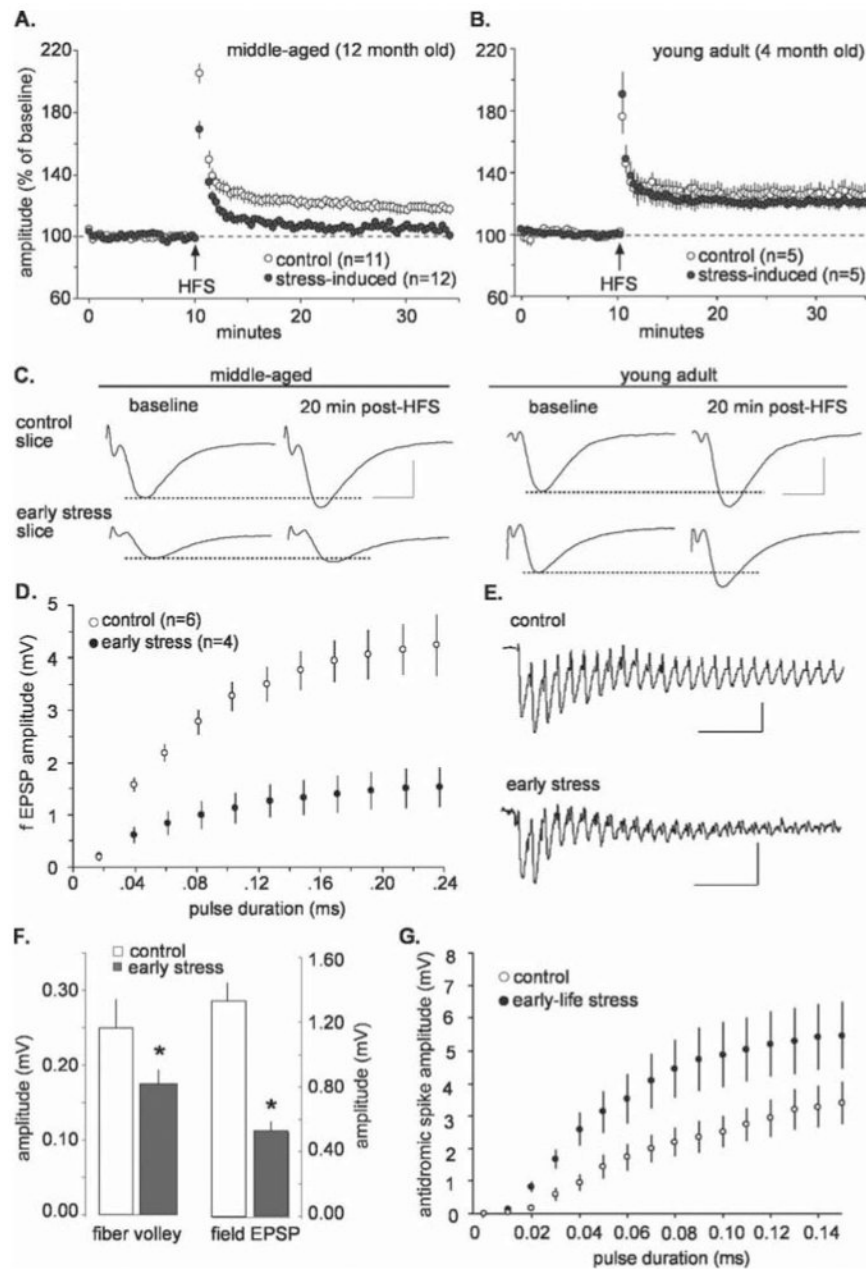 A.
middle-aged (12 month old)
220
180
140
100
60
amplitude (% of baseline)
control (n=11)
stress-induced (n=12)
HFS
0 10 20 30
minutes
B.
young adult (4 month old)
220
180
140
100
60
control (n=5)
stress-induced (n=5)
HFS
0 10 20 30
minutes
C.
middle-aged
young adult
baseline
20 min post-HFS
baseline
20 min post-HFS
control
slice
early stress
slice
D.
control (n=6)
early stress (n=4)
5
4
3
2
1
0
f EPSP amplitude (mV)
0 .04 .08 .12 .16 .20 .24
pulse duration (ms)
E.
control
early stress
F.
control
early stress
0.30
0.20
0.10
0.00
amplitude (mV)
*
*
1.60
1.20
0.80
0.40
0.00
amplitude (mV)
fiber volley
field EPSP
G.
control
early-life stress
8
7
6
5
4
3
2
1
0
antidromic spike amplitude (mV)
0 0.02 0.04 0.06 0.08 0.10 0.12 0.14
pulse duration (ms)